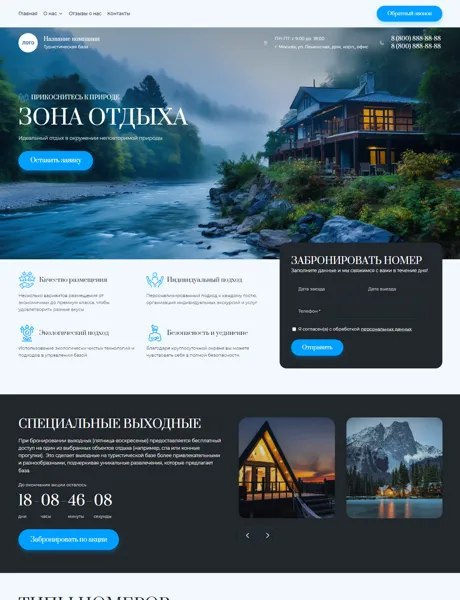 Главная О нас Отзывы о нас Контакты
Обратный звонок
лого
Название компании
Туристическая база
ПН-ПТ: с 9:00 до 18:00
г. Москва, ул. Ленинская, дом, корп., офис
8 (800) 888-88-88
8 (800) 888-88-88
ПРИКОСНИТЕСЬ К ПРИРОДЕ
ЗОНА ОТДЫХА
Идеальный отдых в окружении неповторимой природы
Оставить заявку
ЗАБРОНИРОВАТЬ НОМЕР
Заполните данные и мы свяжемся с вами в течение дня!
Дата заезда
Дата выезда
Телефон *
Я согласен(а) с обработкой персональных данных
Отправить
Качество размещения
Несколько вариантов размещения от
экономичных до премиум класса, чтобы
удовлетворить разные вкусы
Индивидуальный подход
Персонализированный подход к каждому гостю,
организация индивидуальных экскурсий и услуг
Экологический подход
Использование экологически чистых технологий и
подходов в управлении базой
Безопасность и уединение
Благодаря круглосуточной охране вы можете
чувствовать себя в полной безопасности
СПЕЦИАЛЬНЫЕ ВЫХОДНЫЕ
При бронировании выходных (пятница-воскресенье) предоставляется бесплатный
доступ на один из выбранных объектов отдыха (например, спа или конные
прогулки). Это сделает выходные на туристической базе более привлекательными
и разнообразными, подчеркивая уникальные развлечения, которые предлагает
база.
До окончания акции осталось:
18-08-46-08
дни часы минуты секунды
Забронировать по акции
ТИПЫ НОМЕРОВ